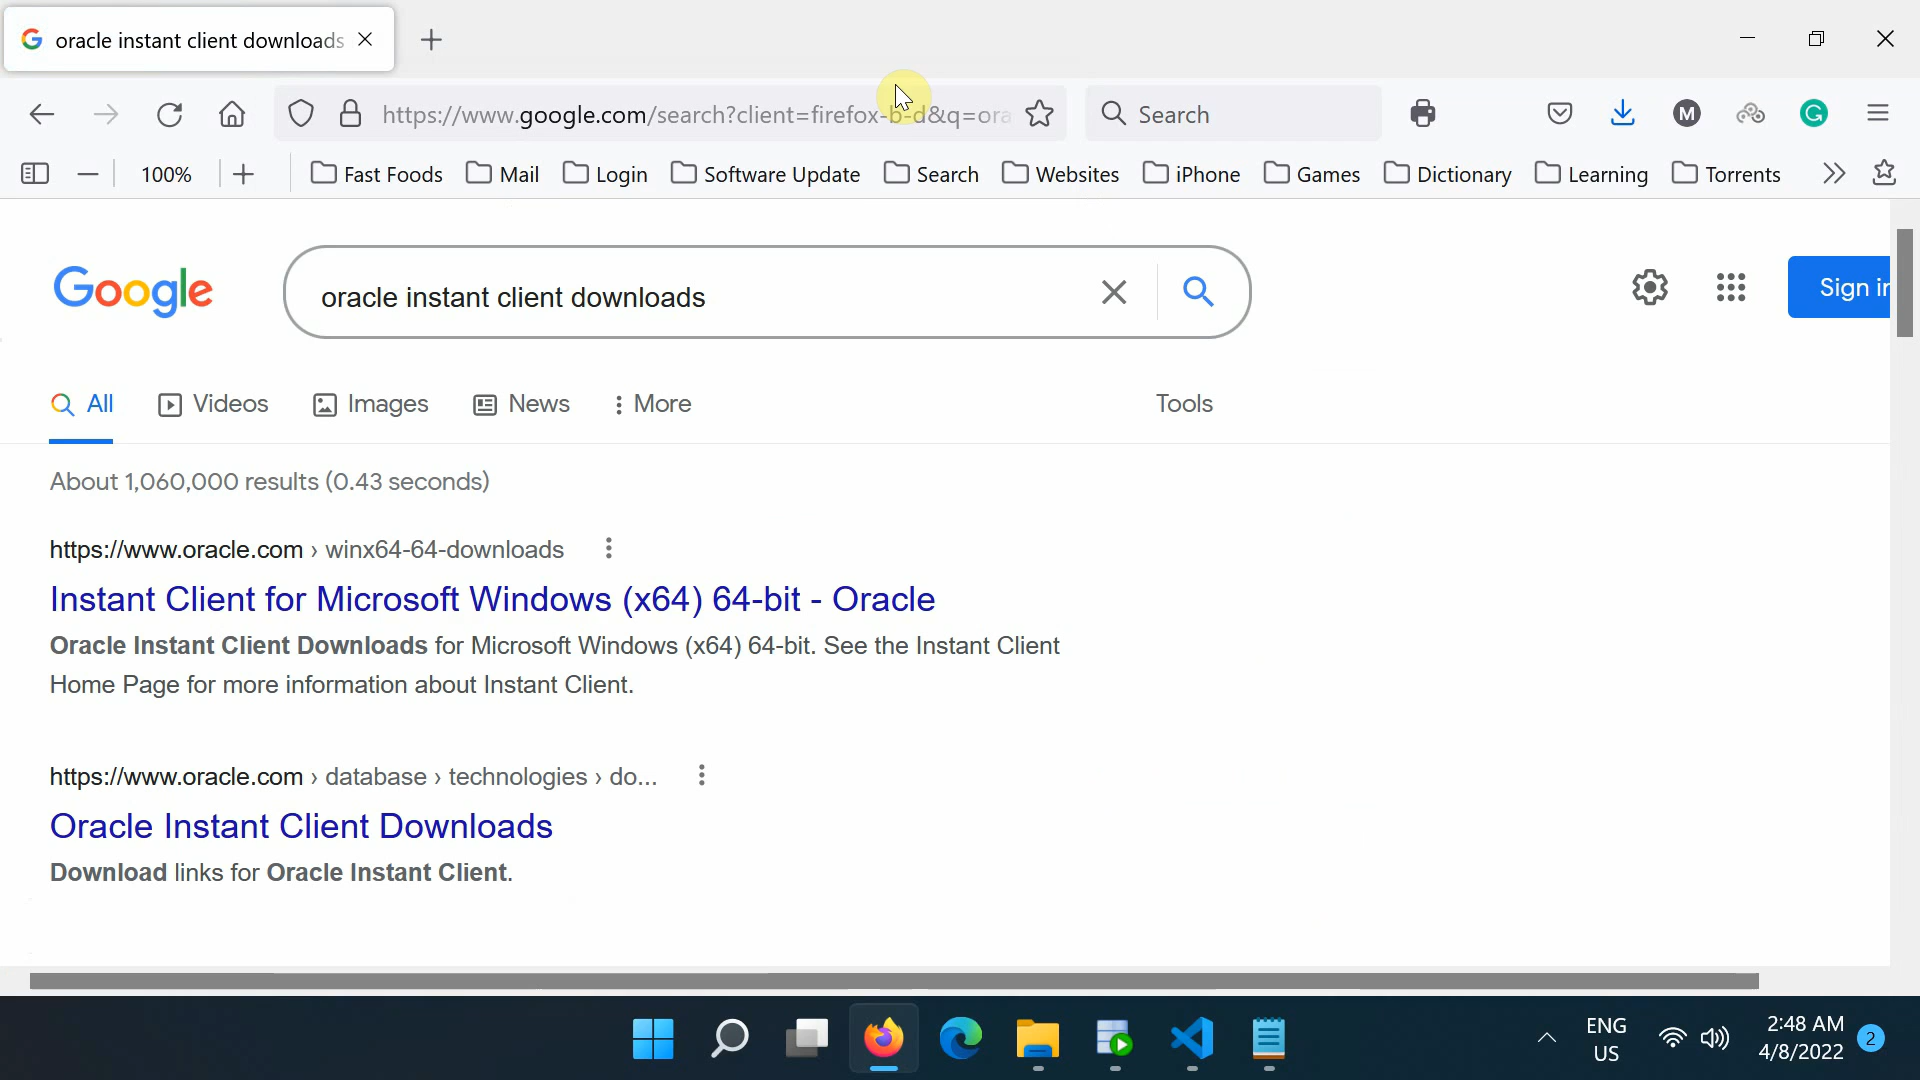 oracle instant client downloads
https://www.google.com/search?client=firefox-b-d&q=ora
Search
100%
Fast Foods
Mail
Login
Software Update
Search
Websites
iPhone
Games
Dictionary
Learning
Torrents
Google
oracle instant client downloads
Sign in
All
Videos
Images
News
More
Tools
About 1,060,000 results (0.43 seconds)
https://www.oracle.com › winx64-64-downloads
Instant Client for Microsoft Windows (x64) 64-bit - Oracle
Oracle Instant Client Downloads for Microsoft Windows (x64) 64-bit. See the Instant Client
Home Page for more information about Instant Client.
https://www.oracle.com › database › technologies › do...
Oracle Instant Client Downloads
Download links for Oracle Instant Client.
ENG
US
2:48 AM
4/8/2022
2